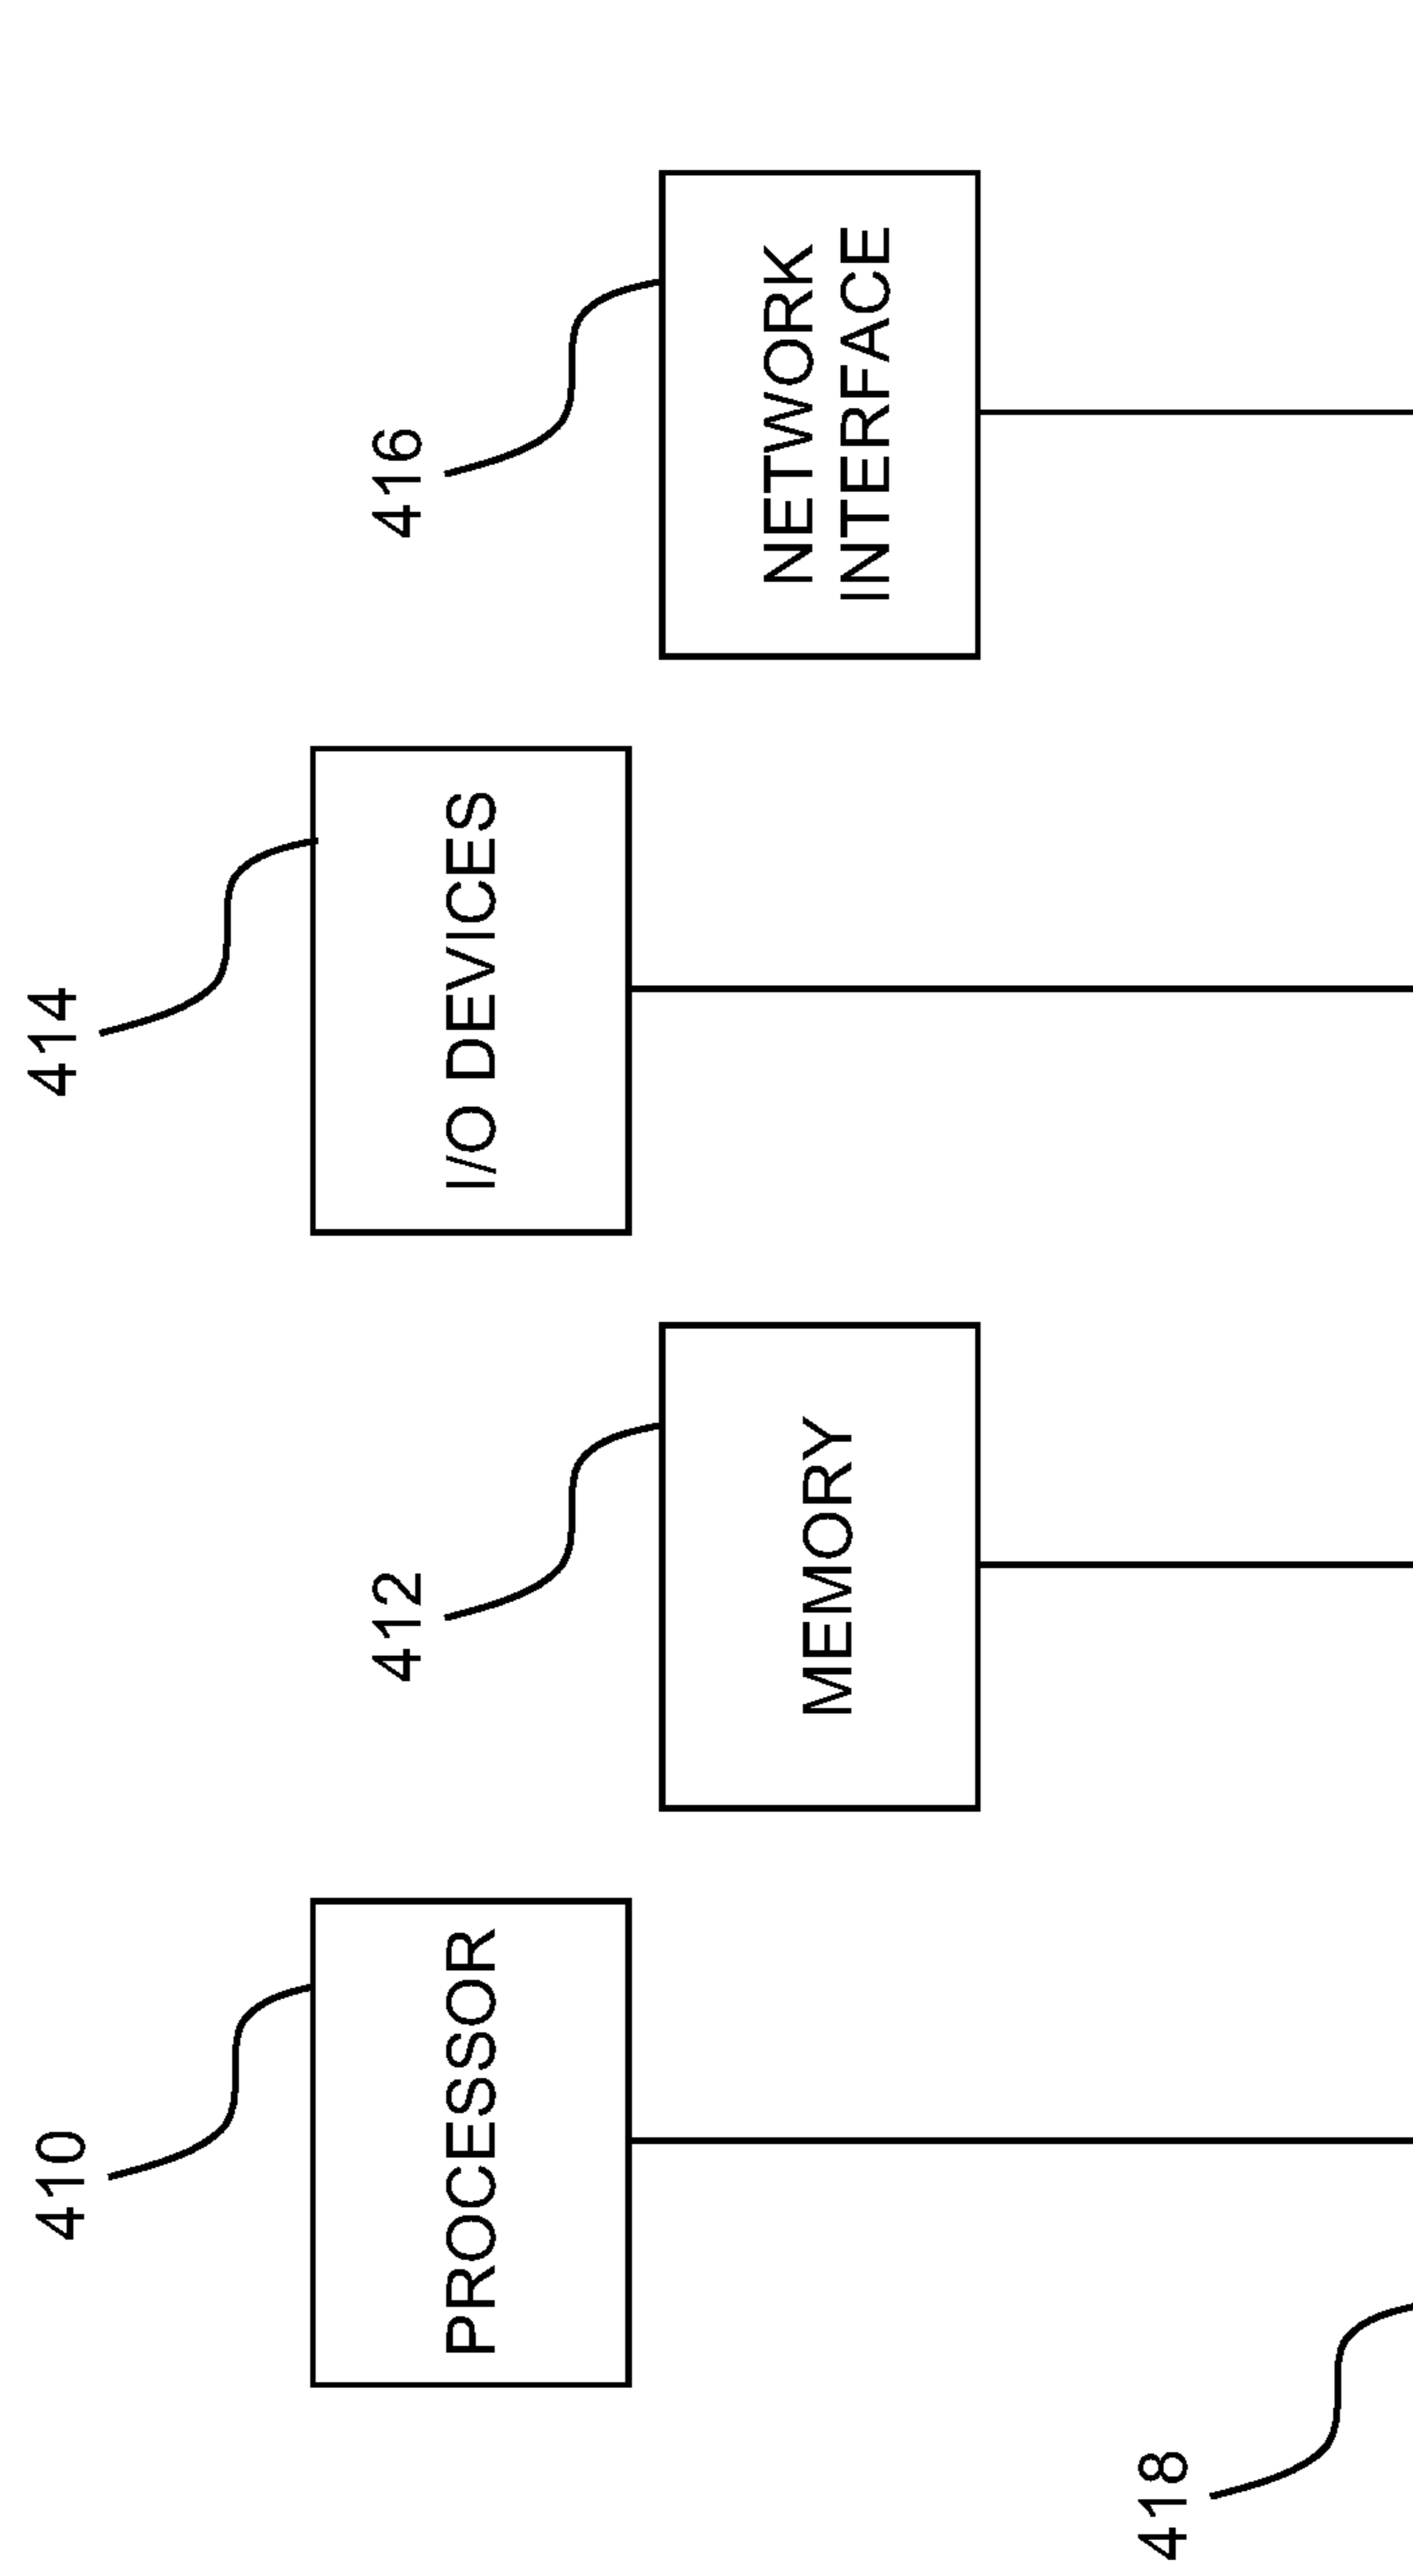 410
PROCESSOR
412
MEMORY
414
I/O DEVICES
416
NETWORK
INTERFACE
418